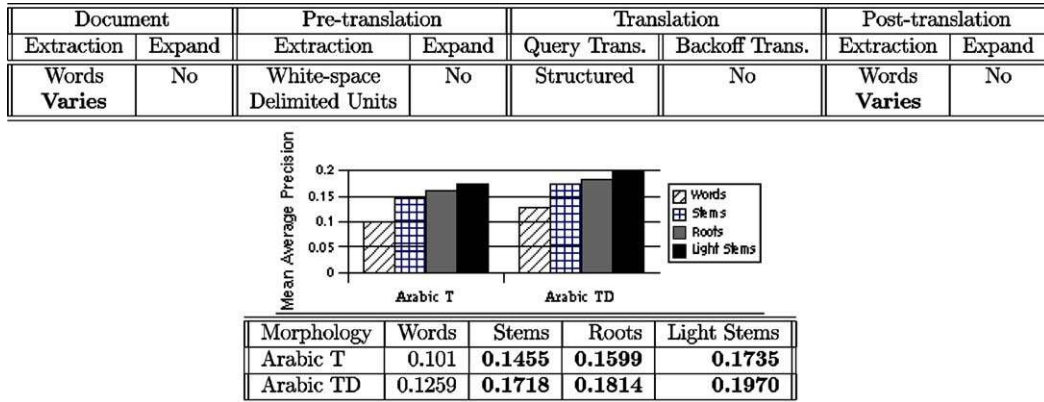 Document Pre-translation Translation Post-translation
Extraction Expand Extraction Expand Query Trans. Backoff Trans. Extraction Expand
Words No White-space No Structured No Words No
Varies Delimited Units Varies
Mean Average Precision
0.2
0.15
0.1
0.05
0
Arabic T Arabic TD
Words
Stems
Roots
Light Stems
Morphology Words Stems Roots Light Stems
Arabic T 0.101 0.1455 0.1599 0.1735
Arabic TD 0.1259 0.1718 0.1814 0.1970